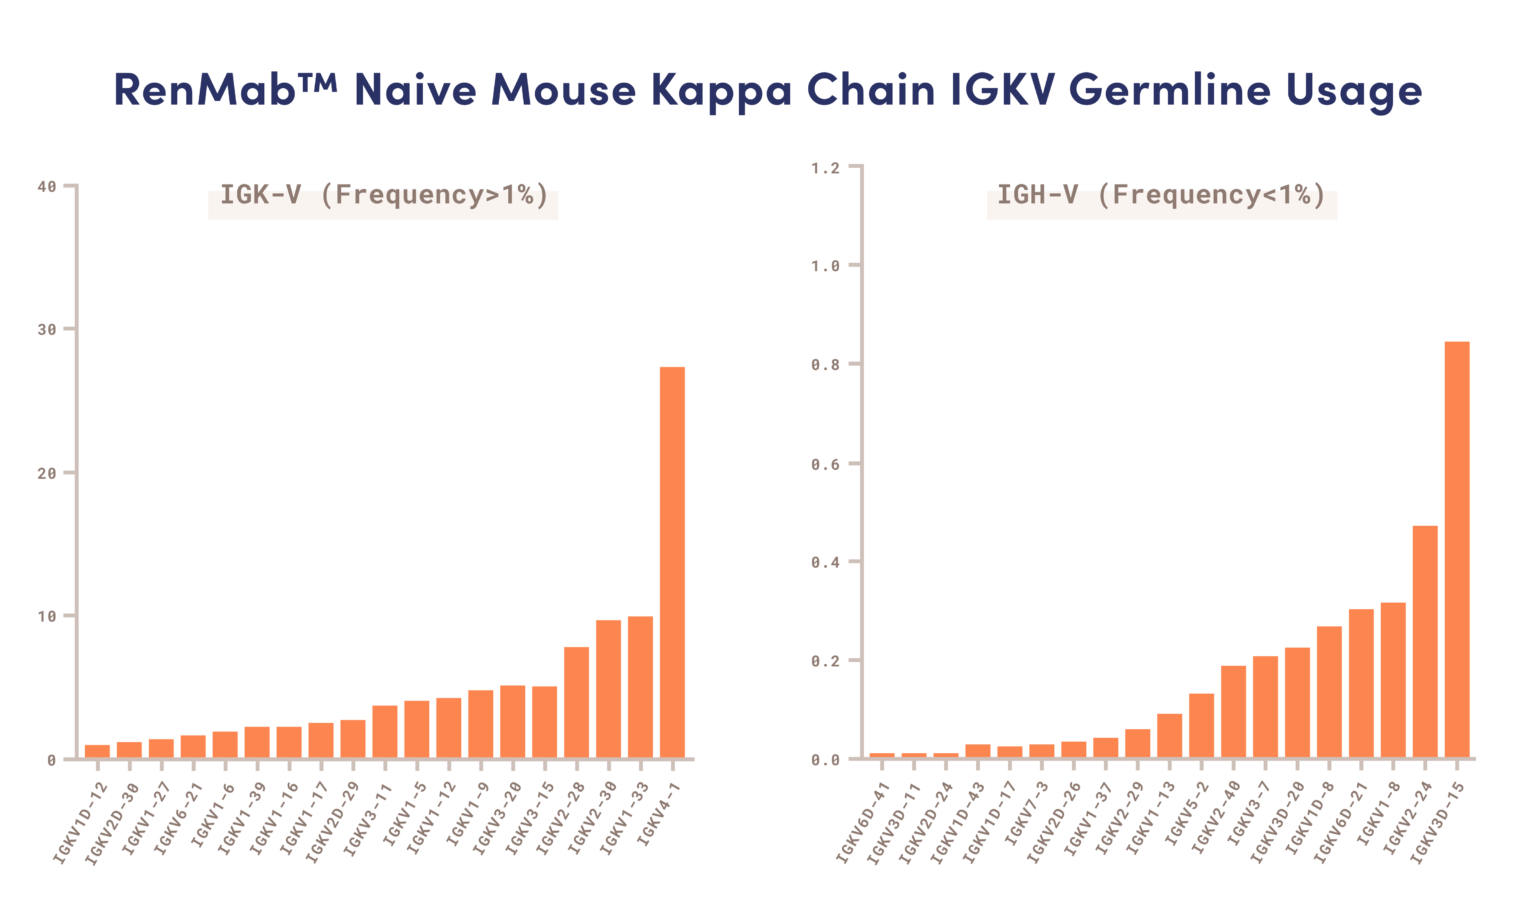 RenMab™ Naive Mouse Kappa Chain IGKV Germline Usage
IGK-V (Frequency>1%)
40
30
20
10
0
IGKV1D-12
IGKV2D-30
IGKV1-27
IGKV6-21
IGKV1-6
IGKV1-39
IGKV1-16
IGKV1-17
IGKV2D-29
IGKV3-11
IGKV1-5
IGKV1-12
IGKV1-9
IGKV3-20
IGKV3-15
IGKV2-28
IGKV2-30
IGKV1-33
IGKV4-1
IGH-V (Frequency<1%)
1.2
1.0
0.8
0.6
0.4
0.2
0.0
IGKV6D-41
IGKV3D-11
IGKV2D-24
IGKV1D-43
IGKV1D-17
IGKV7-3
IGKV2D-26
IGKV1-37
IGKV2-29
IGKV1-13
IGKV5-2
IGKV2-40
IGKV3-7
IGKV3D-20
IGKV1D-8
IGKV6D-21
IGKV1-8
IGKV2-24
IGKV3D-15